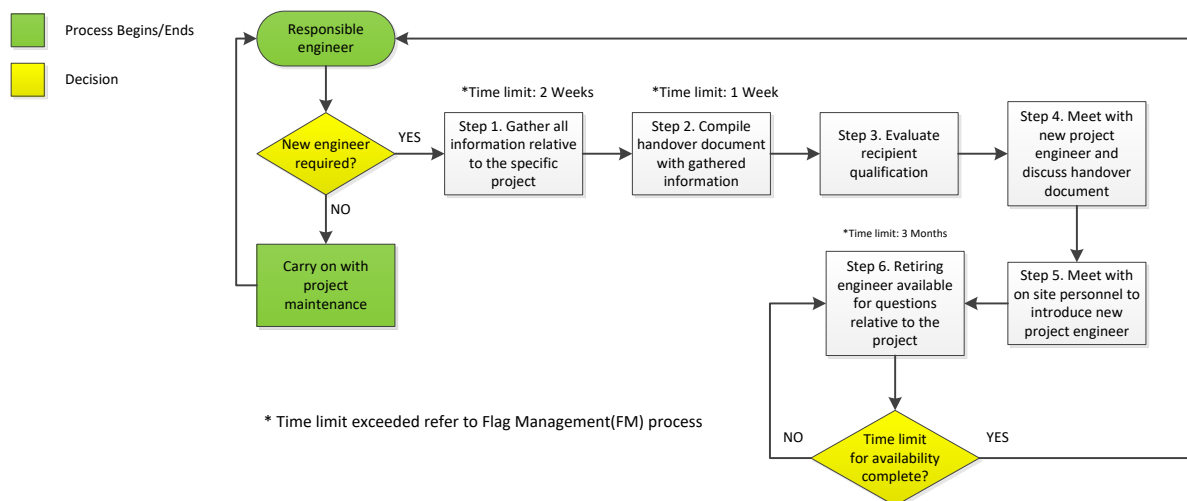 Process Begins/Ends
Decision
Responsible
engineer
New engineer
required?
YES
NO
Carry on with
project
maintenance
*Time limit: 2 Weeks
Step 1. Gather all
information relative
to the specific
project
*Time limit: 1 Week
Step 2. Compile
handover document
with gathered
information
Step 3. Evaluate
recipient
qualification
Step 4. Meet with
new project
engineer and
discuss handover
document
Step 5. Meet with
on site personnel to
introduce new
project engineer
*Time limit: 3 Months
Step 6. Retiring
engineer available
for questions
relative to the
project
Time limit
for availability
complete?
NO
YES
* Time limit exceeded refer to Flag Management(FM) process